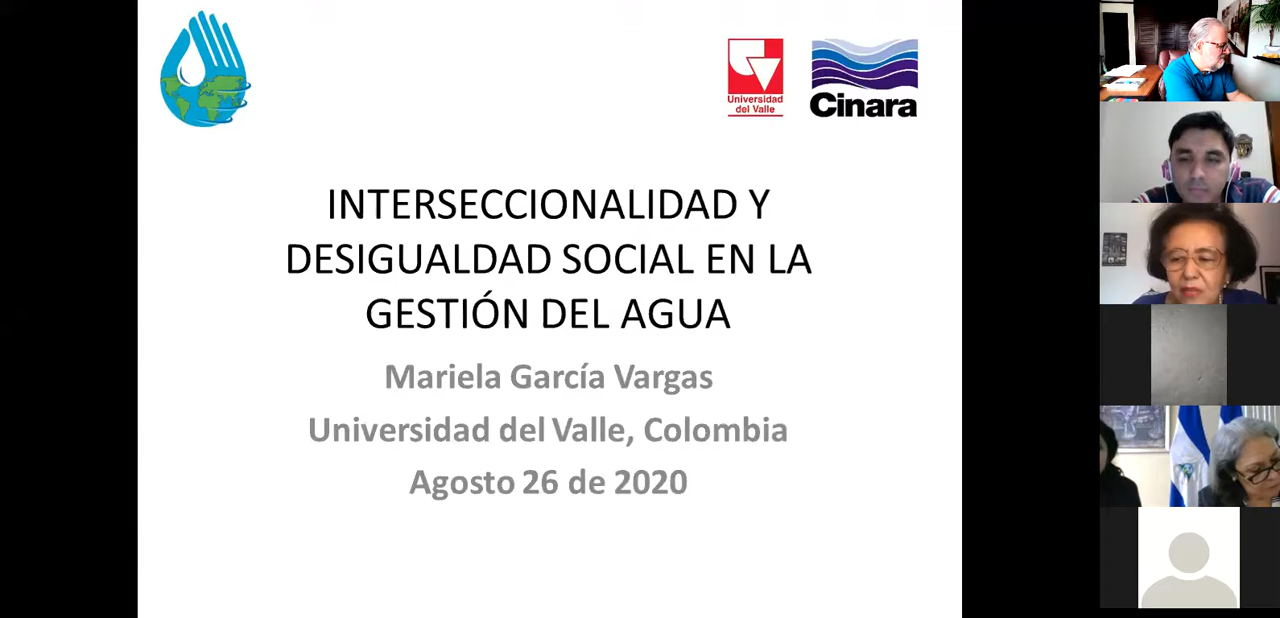 Universidad
del Valle
Cinara
INTERSECCIONALIDAD Y
DESIGUALDAD SOCIAL EN LA
GESTIÓN DEL AGUA
Mariela García Vargas
Universidad del Valle, Colombia
Agosto 26 de 2020